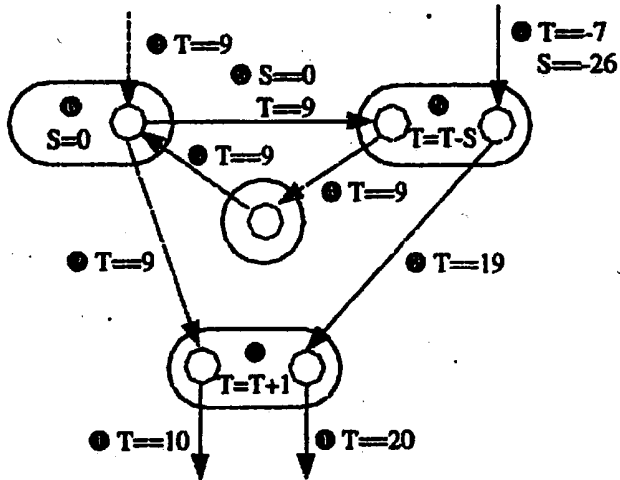 T==9
T==-7
S==-26
S==0
T==9
S=0
T=T-S
T==9
T==9
T==9
T==19
T=T+1
T==10
T==20